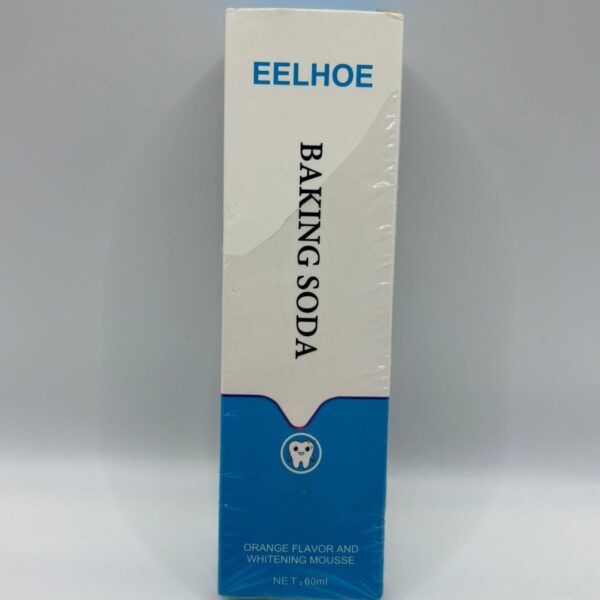 EELHOE
BAKING SODA
ORANGE FLAVOR AND
WHITENING MOUSSE
NET: 60ml